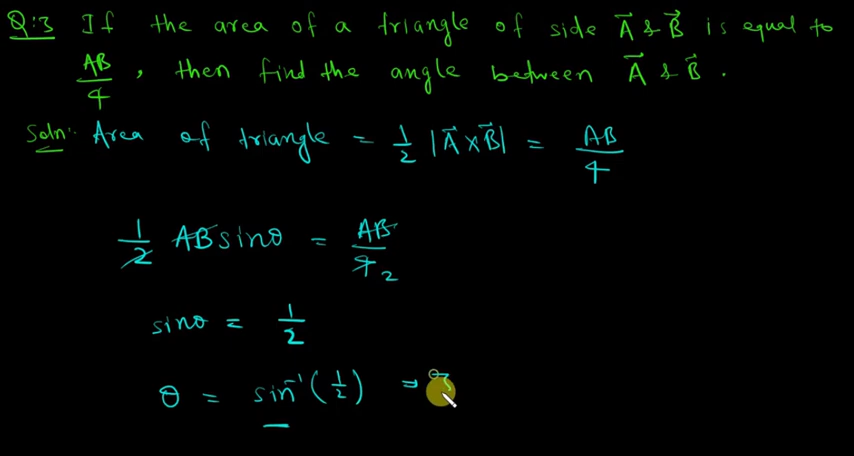 Q:3 If the area of a triangle of side A⃗ & B⃗ is equal to
AB/4, then find the angle between A⃗ & B⃗.
Soln:- Area of triangle = 1/2 |A⃗ × B⃗| = AB/4
1/2 AB sinθ = AB/4 2
sinθ = 1/2
θ = sin⁻¹(1/2) =